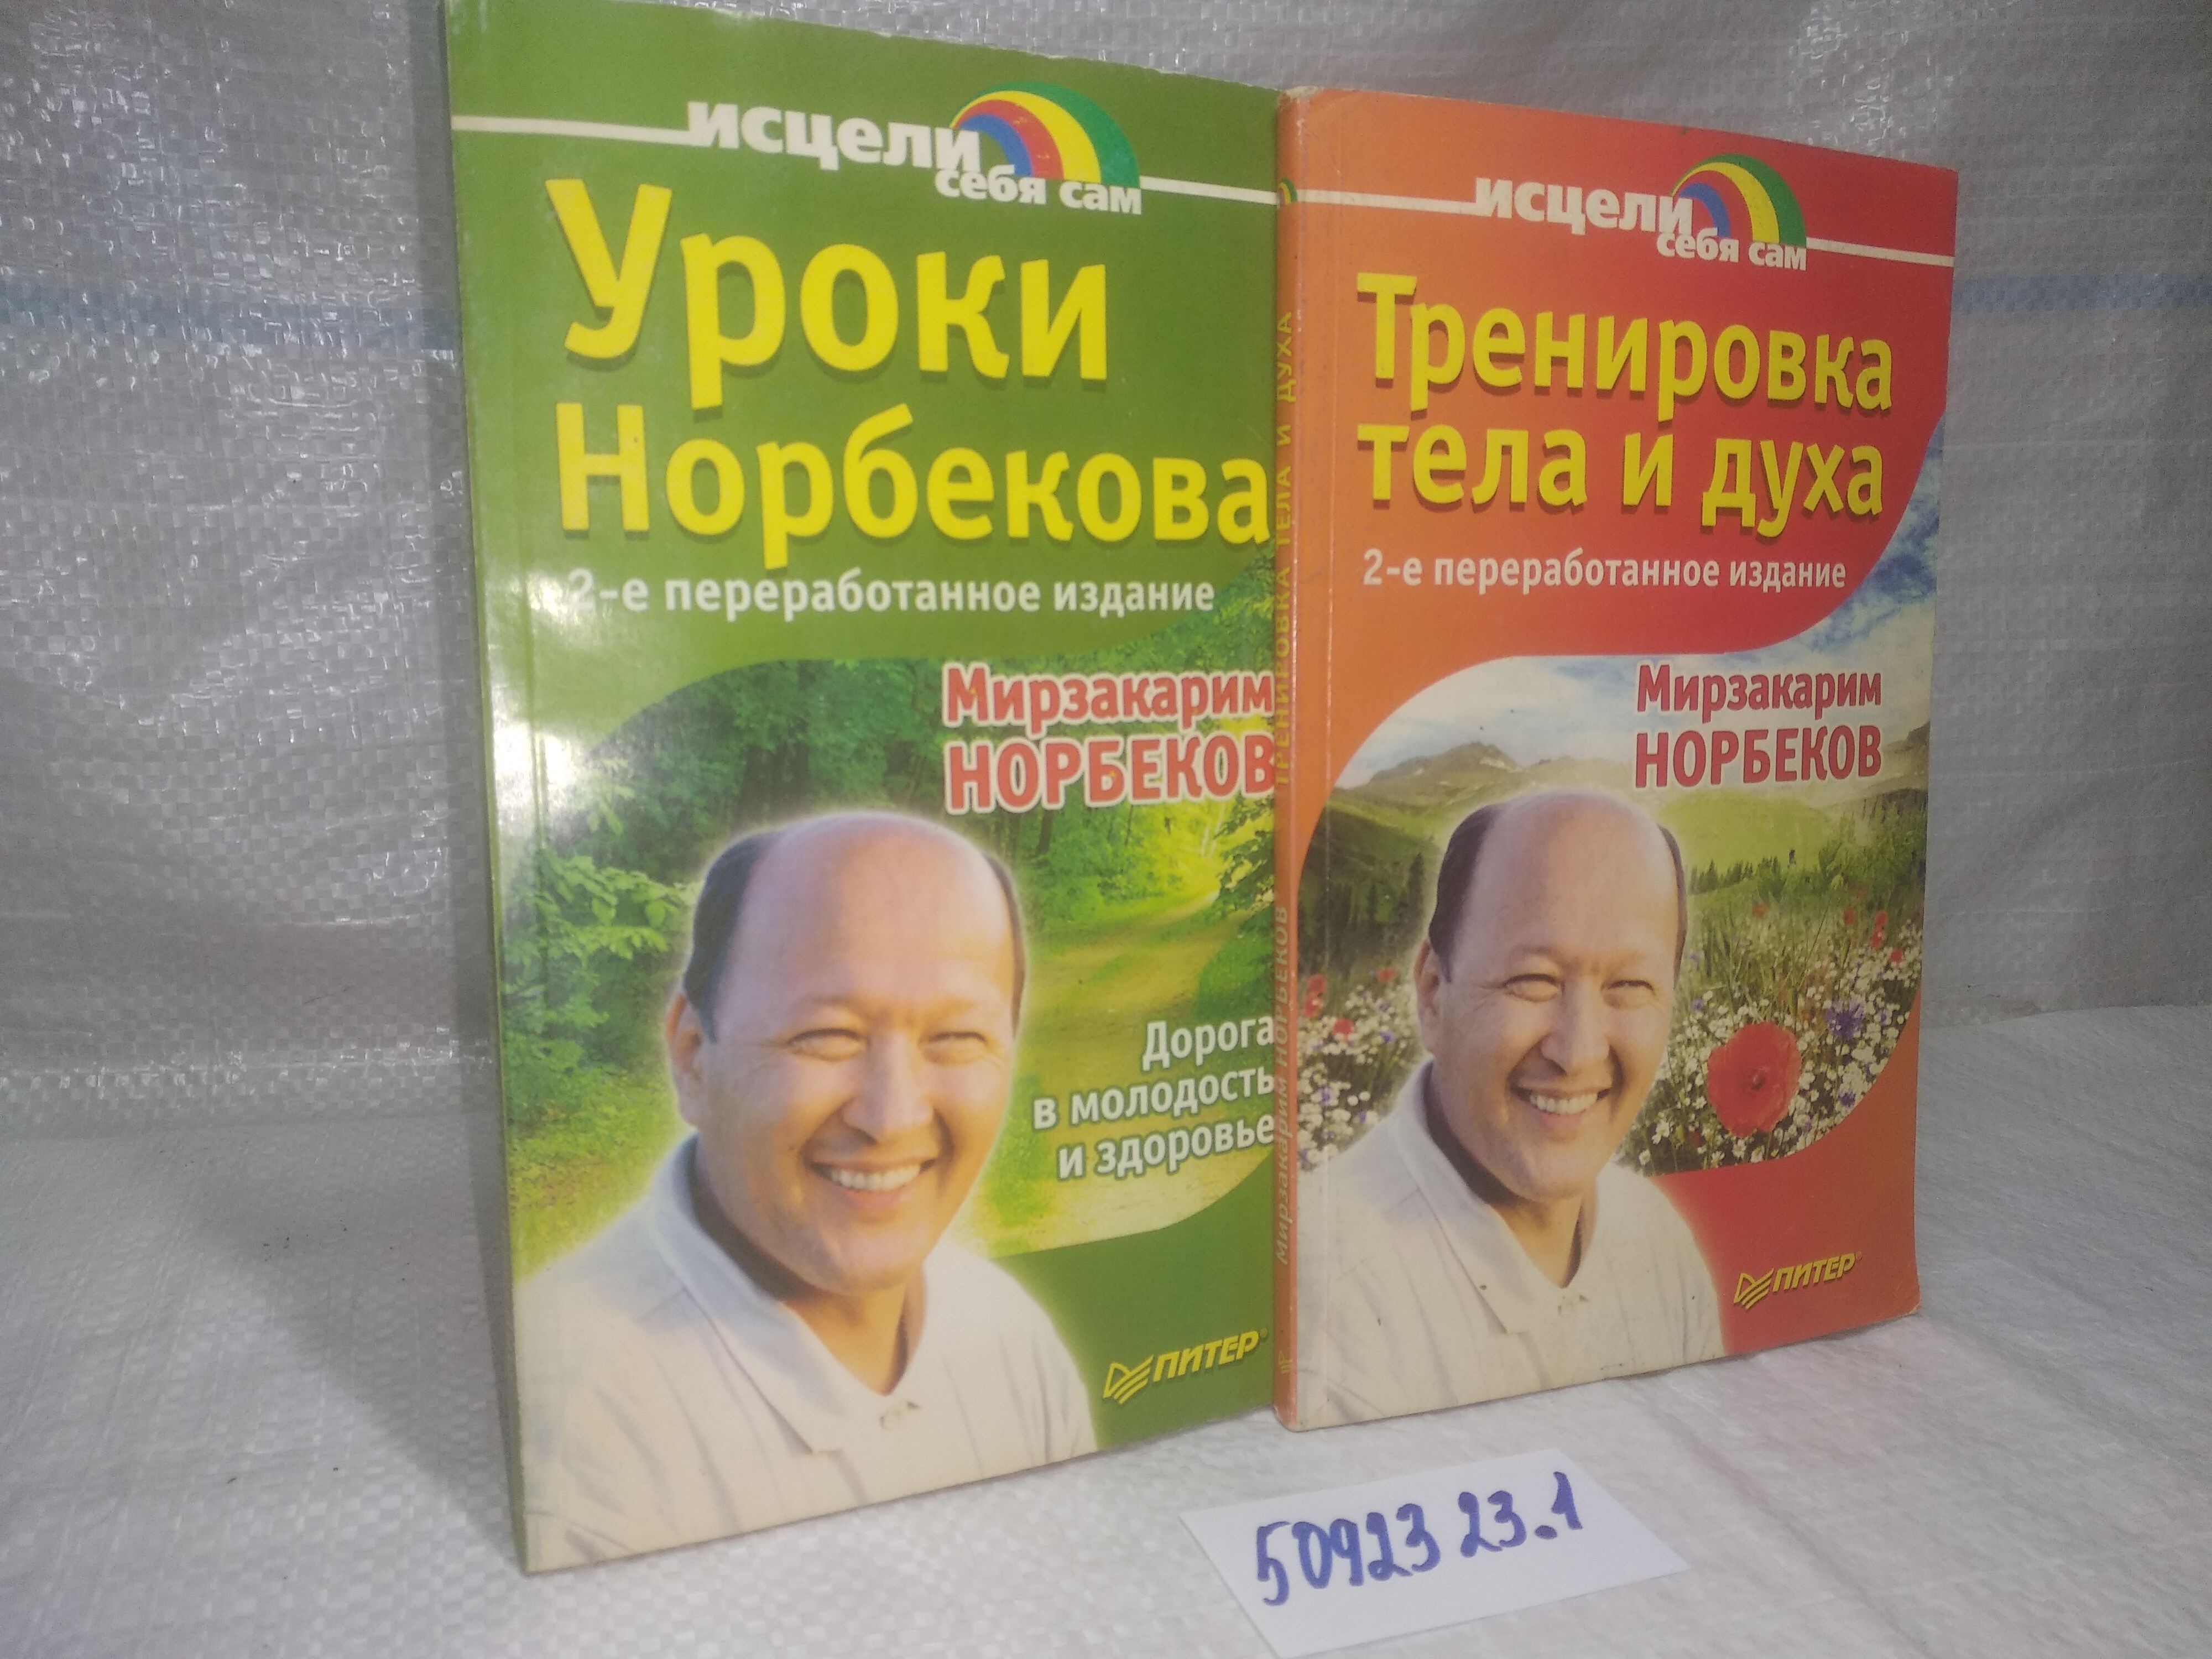 исцели
себя сам
Уроки
Норбекова
2-е переработанное издание
Мирзакарим
НОРБЕКОВ
Дорога
в молодость
и здоровье
ПИТЕР®
Мирзакарим НОРБЕКОВ ТРЕНИРОВКА ТЕЛА И ДУХА
исцели
себя сам
Тренировка
тела и духа
2-е переработанное издание
Мирзакарим
НОРБЕКОВ
ПИТЕР®
50923 23.1